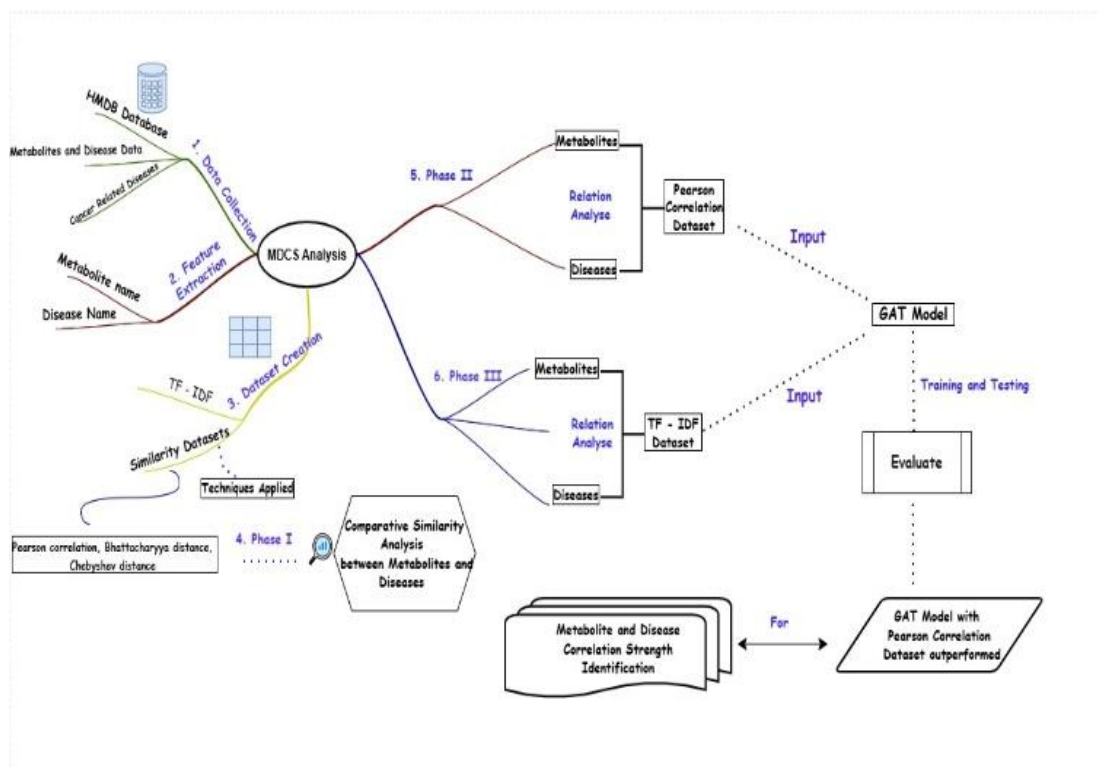 HMDB Database
Metabolites and Disease Data
Cancer Related Diseases
1. Data Collection
2. Feature
Extraction
Metabolite name
Disease Name
MDCS Analysis
3. Dataset Creation
TF - IDF
Similarity Datasets
Techniques Applied
Pearson correlation, Bhattacharyya distance,
Chebyshev distance
4. Phase I
Comparative Similarity
Analysis
between Metabolites and
Diseases
5. Phase II
Metabolites
Relation
Analyse
Diseases
Pearson
Correlation
Dataset
Input
6. Phase III
Metabolites
Relation
Analyse
Diseases
TF - IDF
Dataset
Input
GAT Model
Training and Testing
Evaluate
GAT Model with
Pearson Correlation
Dataset outperformed
For
Metabolite and Disease
Correlation Strength
Identification